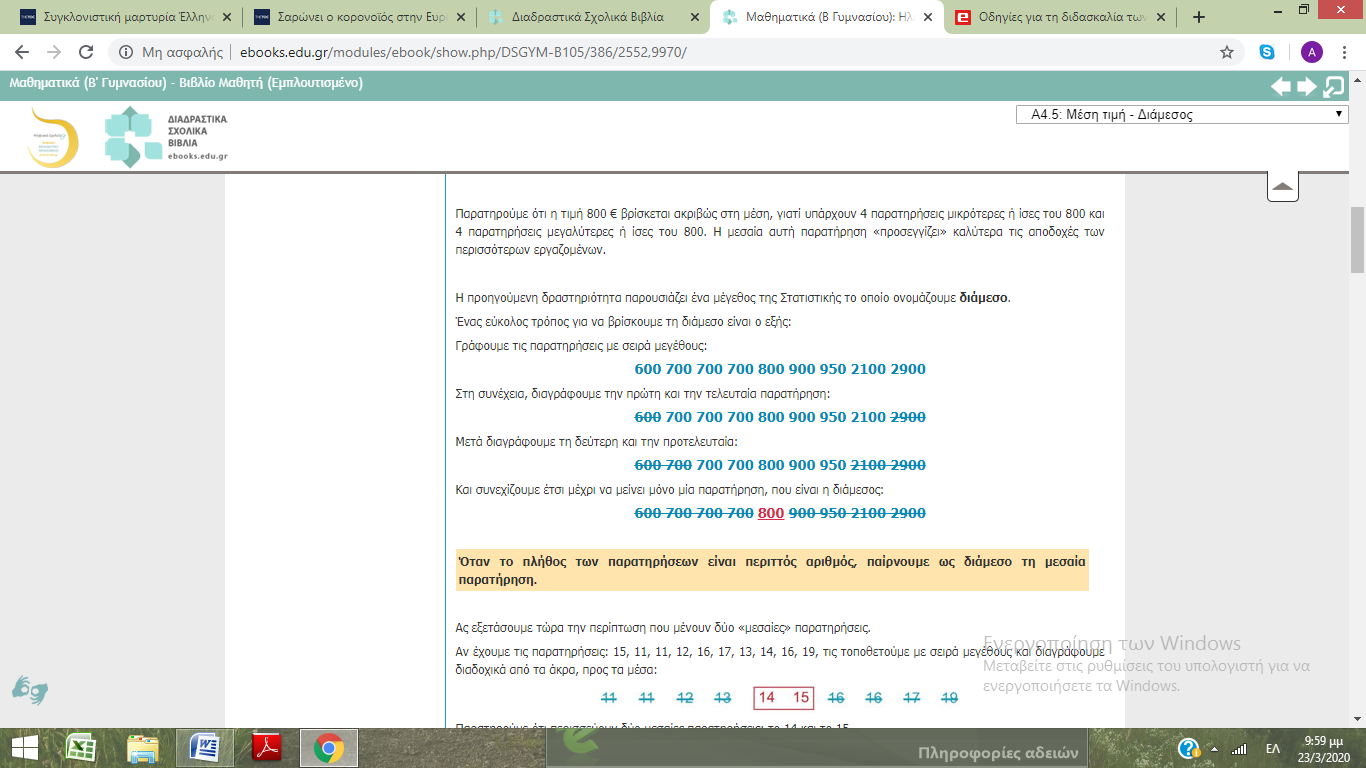 Συγκλονιστική μαρτυρία Έλλην
Σαρώνει ο κορονοϊός στην Ευρ
Διαδραστικά Σχολικά Βιβλία
Μαθηματικά (Β Γυμνασίου): Ηλ
Οδηγίες για τη διδασκαλία των
Μη ασφαλής
ebooks.edu.gr/modules/ebook/show.php/DSGYM-B105/386/2552,9970/
A
Μαθηματικά (Β' Γυμνασίου) - Βιβλίο Μαθητή (Εμπλουτισμένο)
ΔΙΑΔΡΑΣΤΙΚΑ
ΣΧΟΛΙΚΑ
ΒΙΒΛΙΑ
ebooks.edu.gr
Α4.5: Μέση τιμή - Διάμεσος
Παρατηρούμε ότι η τιμή 800 € βρίσκεται ακριβώς στη μέση, γιατί υπάρχουν 4 παρατηρήσεις μικρότερες ή ίσες του 800 και
4 παρατηρήσεις μεγαλύτερες ή ίσες του 800. Η μεσαία αυτή παρατήρηση «προσεγγίζει» καλύτερα τις αποδοχές των
περισσότερων εργαζομένων.
Η προηγούμενη δραστηριότητα παρουσιάζει ένα μέγεθος της Στατιστικής το οποίο ονομάζουμε διάμεσο.
Ένας εύκολος τρόπος για να βρίσκουμε τη διάμεσο είναι ο εξής:
Γράφουμε τις παρατηρήσεις με σειρά μεγέθους:
600 700 700 700 800 900 950 2100 2900
Στη συνέχεια, διαγράφουμε την πρώτη και την τελευταία παρατήρηση:
600 700 700 700 800 900 950 2100 2900
Μετά διαγράφουμε τη δεύτερη και την προτελευταία:
600 700 700 700 800 900 950 2100 2900
Και συνεχίζουμε έτσι μέχρι να μείνει μόνο μία παρατήρηση, που είναι η διάμεσος:
600 700 700 700 800 900 950 2100 2900
Όταν το πλήθος των παρατηρήσεων είναι περιττός αριθμός, παίρνουμε ως διάμεσο τη μεσαία
παρατήρηση.
Ας εξετάσουμε τώρα την περίπτωση που μένουν δύο «μεσαίες» παρατηρήσεις.
Αν έχουμε τις παρατηρήσεις: 15, 11, 11, 12, 16, 17, 13, 14, 16, 19, τις τοποθετούμε με σειρά μεγέθους και διαγράφουμε
διαδοχικά από τα άκρα, προς τα μέσα:
11 11 12 13 14 15 16 16 17 19
Παρατηρούμε ότι περισσεύουν δύο μεσαίες παρατηρήσεις: το 14 και το 15
Ενεργοποίηση των Windows
Μεταβείτε στις ρυθμίσεις του υπολογιστή για να
ενεργοποιήσετε τα Windows.
Πληροφορίες αδειών
ΕΛ
9:59 μμ
23/3/2020